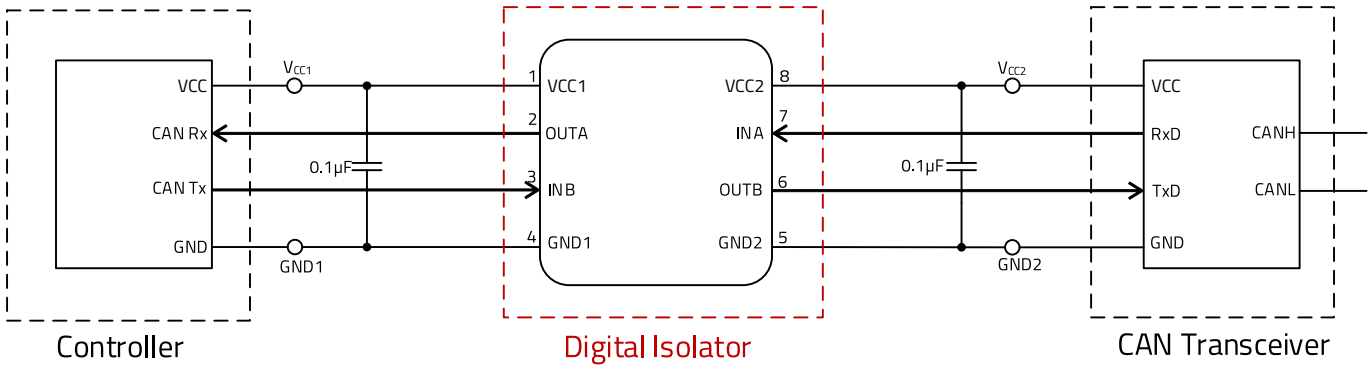 VCC
CAN Rx
CAN Tx
GND
VCC1
GND1
0.1µF
1
2
3
4
VCC1
OUTA
INB
GND1
VCC2
INA
OUTB
GND2
8
7
6
5
0.1µF
VCC2
GND2
VCC
RxD
TxD
GND
CANH
CANL
Controller
Digital Isolator
CAN Transceiver